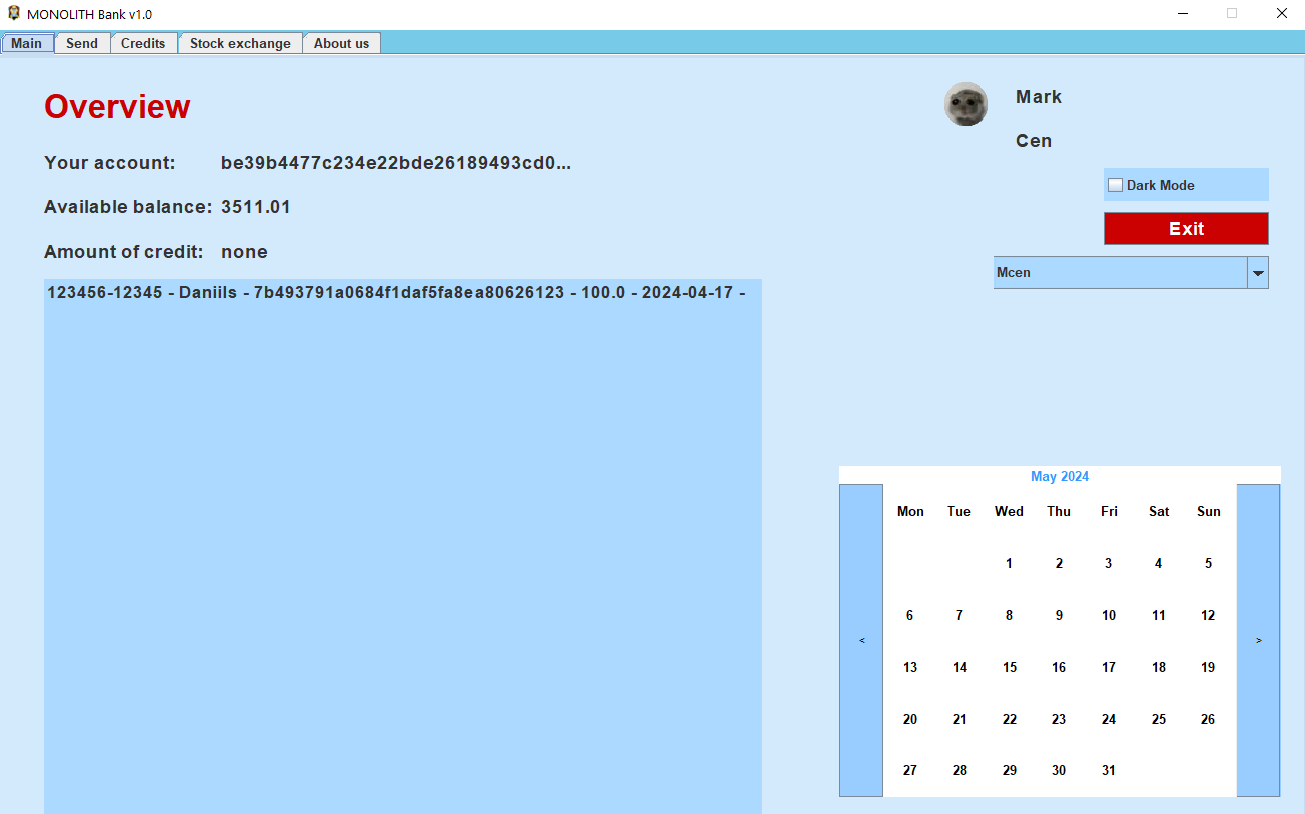 MONOLITH Bank v1.0
Main Send Credits Stock exchange About us
Overview
Mark
Cen
Your account: be39b4477c234e22bde26189493cd0...
Available balance: 3511.01
Amount of credit: none
Dark Mode
Exit
Mcen
123456-12345 - Daniils - 7b493791a0684f1daf5fa8ea80626123 - 100.0 - 2024-04-17 -
May 2024
Mon Tue Wed Thu Fri Sat Sun
1 2 3 4 5
6 7 8 9 10 11 12
13 14 15 16 17 18 19
< >
20 21 22 23 24 25 26
27 28 29 30 31